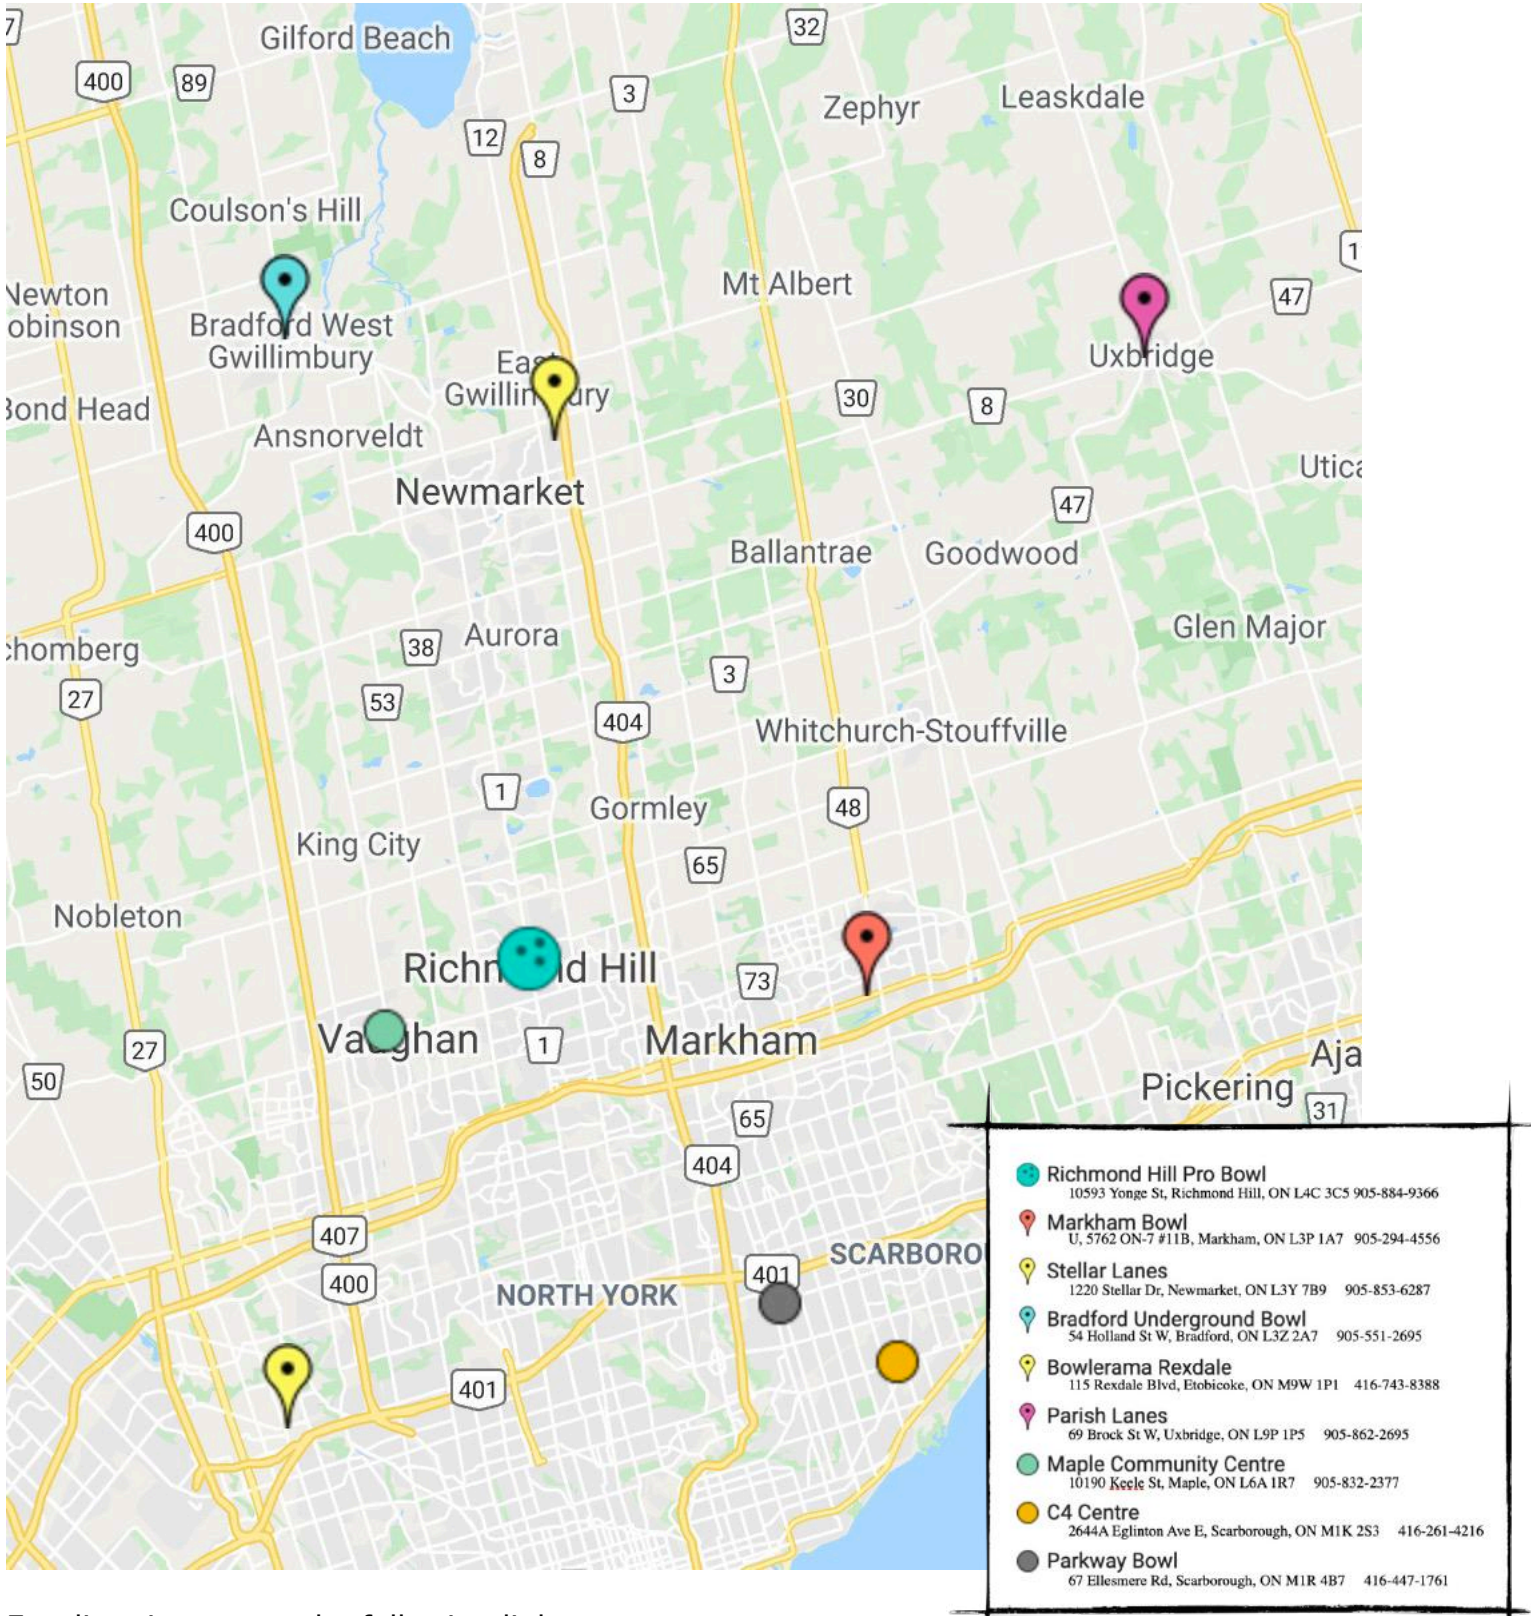 7
Gilford Beach
32
400
89
3
Zephyr
Leaskdale
12
8
Coulson's Hill
1
Newton
obinson
Mt Albert
47
Bradford West
Gwillimbury
Uxbridge
East
Gwillimbury
30
8
Bond Head
Ansnorveldt
Utica
Newmarket
47
400
Ballantrae
Goodwood
Glen Major
38
Aurora
chomberg
3
27
53
404
Whitchurch-Stouffville
1
Gormley
48
King City
65
Nobleton
Richmond Hill
73
Vaughan
1
Markham
27
50
Aja
Pickering
31
65
404
407
SCARBORO
401
400
NORTH YORK
401
Richmond Hill Pro Bowl
10593 Yonge St, Richmond Hill, ON L4C 3C5 905-884-9366
Markham Bowl
U, 5762 ON-7 #11B, Markham, ON L3P 1A7 905-294-4556
Stellar Lanes
1220 Stellar Dr, Newmarket, ON L3Y 7B9 905-853-6287
Bradford Underground Bowl
54 Holland St W, Bradford, ON L3Z 2A7 905-551-2695
Bowlerama Rexdale
115 Rexdale Blvd, Etobicoke, ON M9W 1P1 416-743-8388
Parish Lanes
69 Brock St W, Uxbridge, ON L9P 1P5 905-862-2695
Maple Community Centre
10190 Keele St, Maple, ON L6A 1R7 905-832-2377
C4 Centre
2644A Eglinton Ave E, Scarborough, ON M1K 2S3 416-261-4216
Parkway Bowl
67 Ellesmere Rd, Scarborough, ON M1R 4B7 416-447-1761